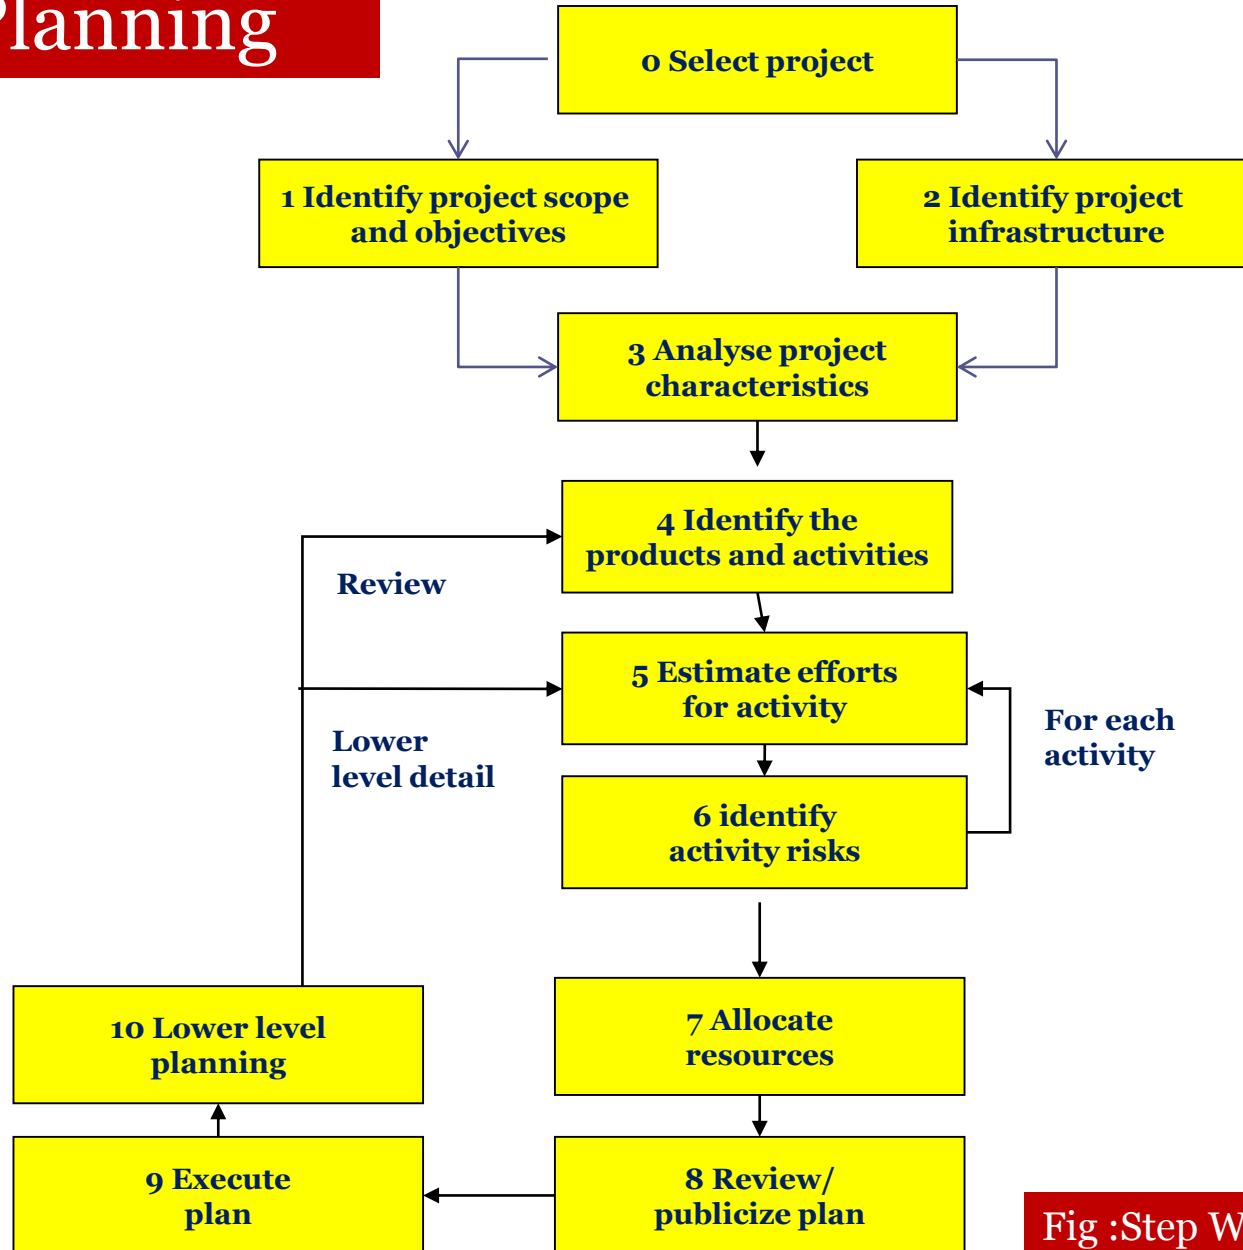 Planning
0 Select project
1 Identify project scope
and objectives
2 Identify project
infrastructure
3 Analyse project
characteristics
4 Identify the
products and activities
Review
5 Estimate efforts
for activity
For each
activity
Lower
level detail
6 identify
activity risks
10 Lower level
planning
7 Allocate
resources
9 Execute
plan
8 Review/
publicize plan
Fig :Step W